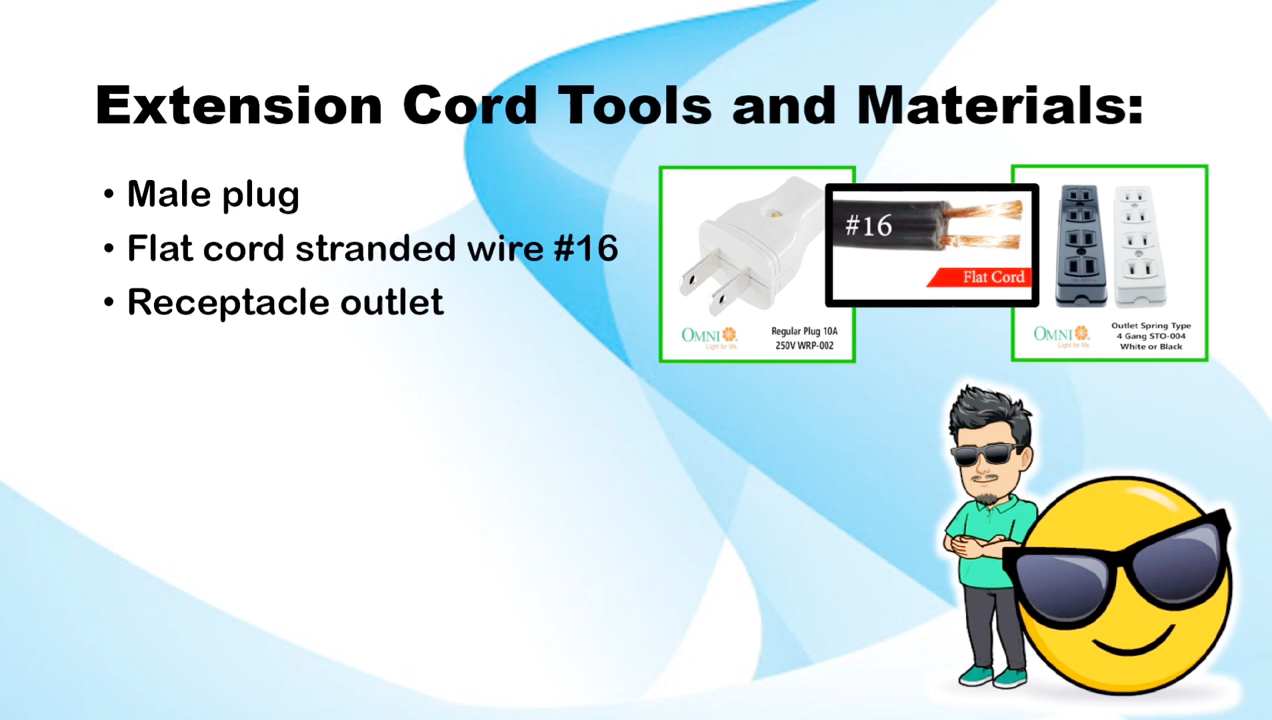 Extension Cord Tools and Materials:
• Male plug
• Flat cord stranded wire #16
• Receptacle outlet
OMNI
Light for life.
Regular Plug 10A
250V WRP-002
#16
Flat Cord
OMNI
Light for life.
Outlet Spring Type
4 Gang STO-004
White or Black